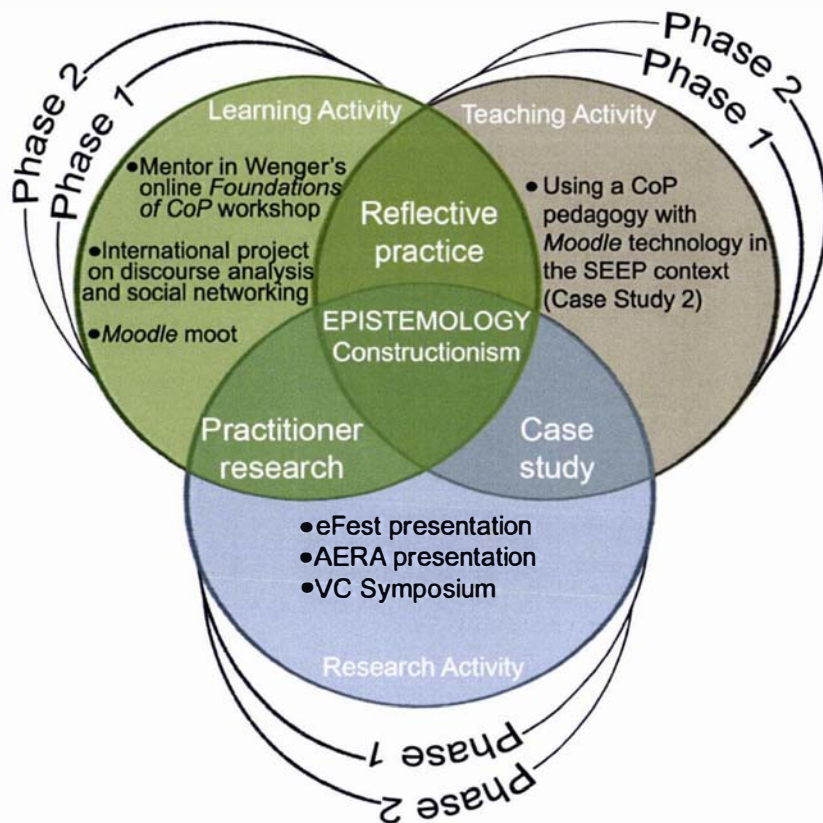 Phase 2
Phase 1
Learning Activity
●Mentor in Wenger's
online Foundations
of CoP workshop
●International project
on discourse analysis
and social networking
●Moodle moot
Reflective
practice
Phase 2
Phase 1
Teaching Activity
● Using a CoP
pedagogy with
Moodle technology in
the SEEP context
(Case Study 2)
EPISTEMOLOGY
Constructionism
Practitioner
research
Case
study
●eFest presentation
●AERA presentation
●VC Symposium
Research Activity
Phase 1
Phase 2